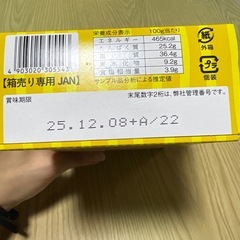 4 903020 305543
【箱売り専用 JAN】
栄養成分表示 100g当たり
エネルギー 465kcal
たんぱく質 25.2g
脂質 36.4g
炭水化物 9.2g
食塩相当量 3.9g
サンプル品分析による推定値
紙
外箱
プラ
個装
賞味期限
末尾数字2桁は、弊社管理番号です。
25.12.08+A/22